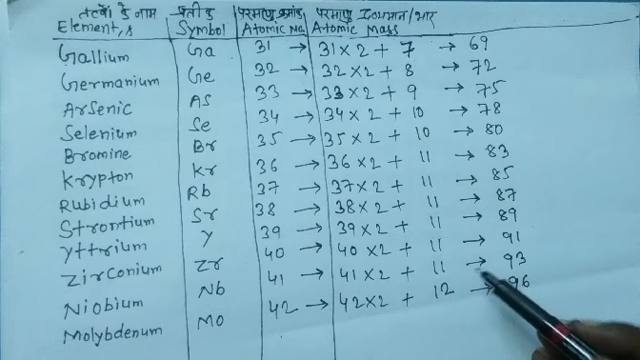 तत्वों के नाम प्रतीक परमाणु क्रमांक परमाणु द्रव्यमान/भार
Element,s Symbol Atomic No. Atomic Mass
Gallium Ga 31 → 31×2 + 7 → 69
Germanium Ge 32 → 32×2 + 8 → 72
Arsenic As 33 → 33×2 + 9 → 75
Selenium Se 34 → 34×2 + 10 → 78
Bromine Br 35 → 35×2 + 10 → 80
Krypton Kr 36 → 36×2 + 11 → 83
Rubidium Rb 37 → 37×2 + 11 → 85
Strontium Sr 38 → 38×2 + 11 → 87
Yttrium Y 39 → 39×2 + 11 → 89
Zirconium Zr 40 → 40×2 + 11 → 91
Niobium Nb 41 → 41×2 + 11 → 93
Molybdenum Mo 42 → 42×2 + 12 → 96